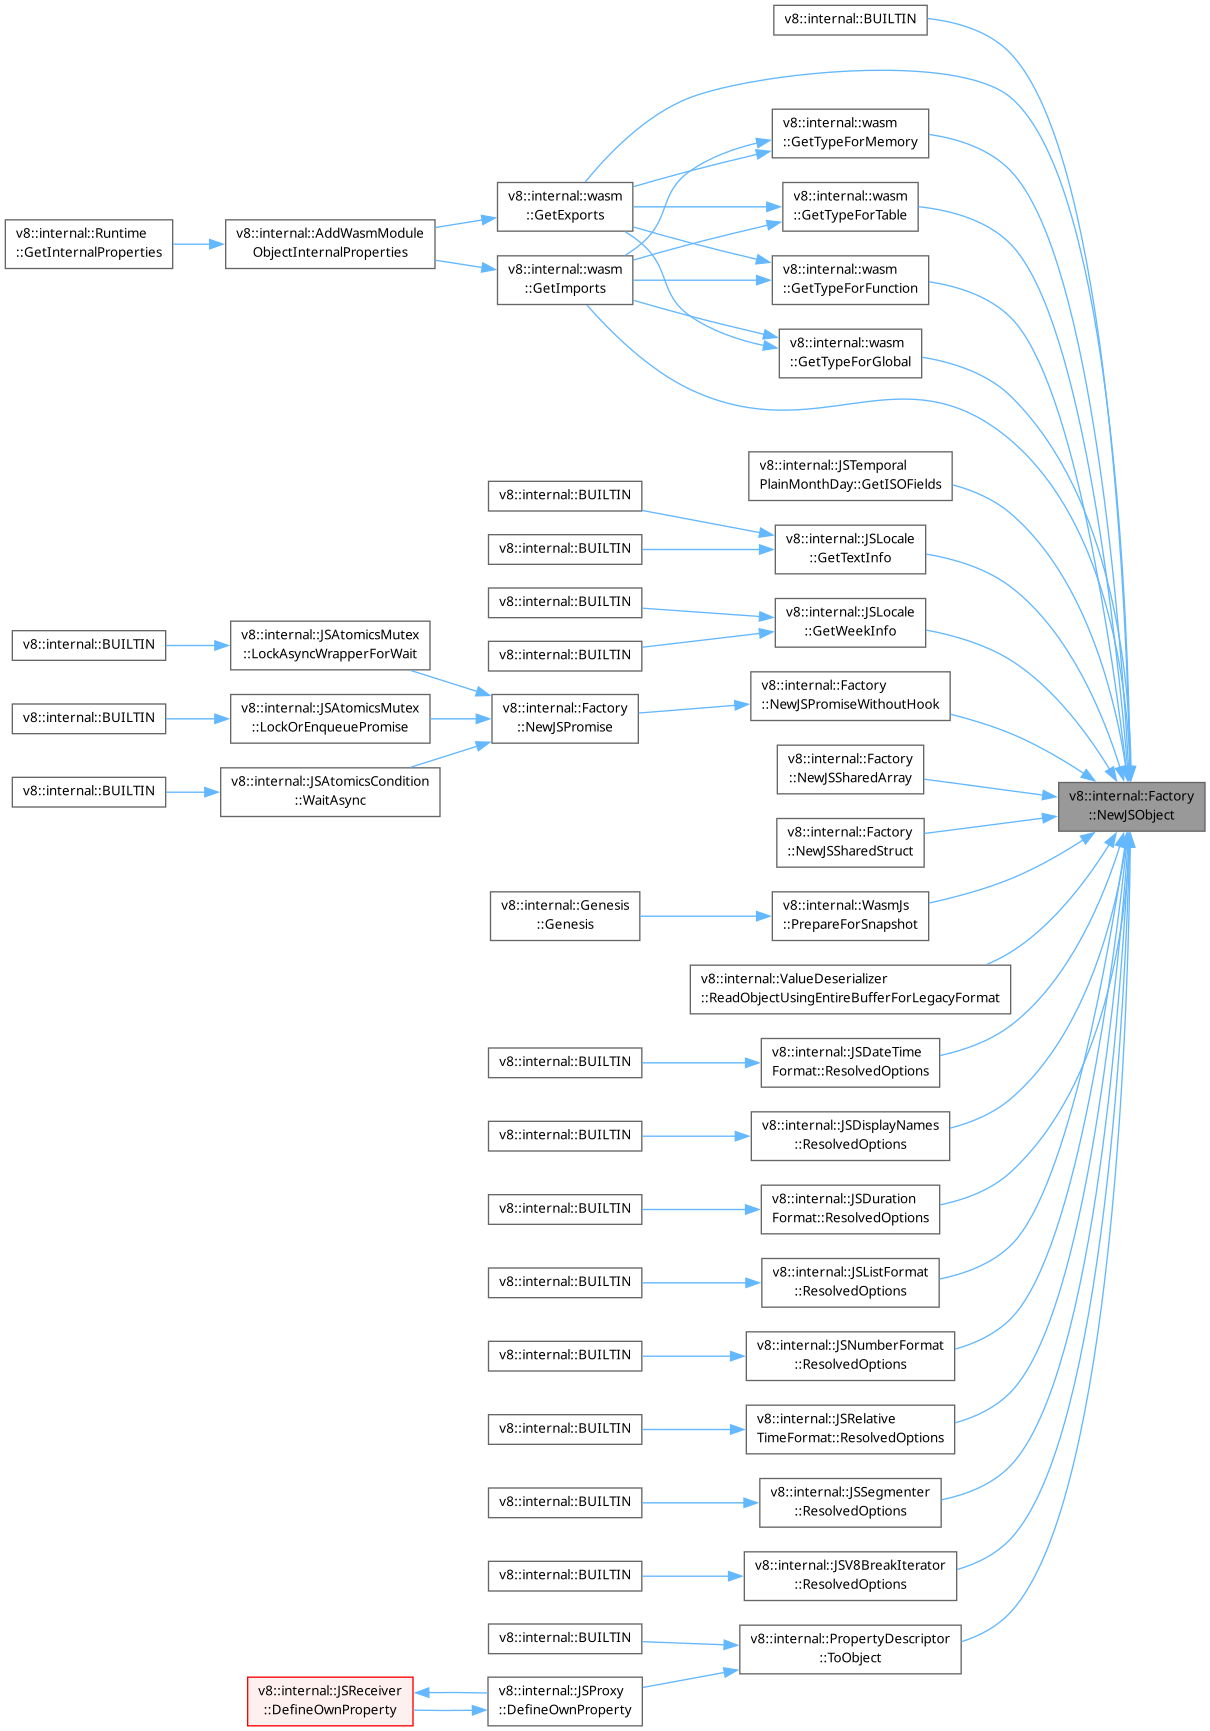 v8::internal::BUILTIN
v8::internal::wasm
::GetTypeForMemory
v8::internal::wasm
::GetExports
v8::internal::wasm
::GetTypeForTable
v8::internal::Runtime
::GetInternalProperties
v8::internal::AddWasmModule
ObjectInternalProperties
v8::internal::wasm
::GetImports
v8::internal::wasm
::GetTypeForFunction
v8::internal::wasm
::GetTypeForGlobal
v8::internal::JSTemporal
PlainMonthDay::GetISOFields
v8::internal::BUILTIN
v8::internal::BUILTIN
v8::internal::JSLocale
::GetTextInfo
v8::internal::BUILTIN
v8::internal::BUILTIN
v8::internal::JSLocale
::GetWeekInfo
v8::internal::BUILTIN
v8::internal::JSAtomicsMutex
::LockAsyncWrapperForWait
v8::internal::BUILTIN
v8::internal::JSAtomicsMutex
::LockOrEnqueuePromise
v8::internal::Factory
::NewJSPromise
v8::internal::Factory
::NewJSPromiseWithoutHook
v8::internal::BUILTIN
v8::internal::JSAtomicsCondition
::WaitAsync
v8::internal::Factory
::NewJSSharedArray
v8::internal::Factory
::NewJSObject
v8::internal::Factory
::NewJSSharedStruct
v8::internal::Genesis
::Genesis
v8::internal::WasmJs
::PrepareForSnapshot
v8::internal::ValueDeserializer
::ReadObjectUsingEntireBufferForLegacyFormat
v8::internal::BUILTIN
v8::internal::JSDateTime
Format::ResolvedOptions
v8::internal::BUILTIN
v8::internal::JSDisplayNames
::ResolvedOptions
v8::internal::BUILTIN
v8::internal::JSDuration
Format::ResolvedOptions
v8::internal::BUILTIN
v8::internal::JSListFormat
::ResolvedOptions
v8::internal::BUILTIN
v8::internal::JSNumberFormat
::ResolvedOptions
v8::internal::BUILTIN
v8::internal::JSRelative
TimeFormat::ResolvedOptions
v8::internal::BUILTIN
v8::internal::JSSegmenter
::ResolvedOptions
v8::internal::BUILTIN
v8::internal::JSV8BreakIterator
::ResolvedOptions
v8::internal::BUILTIN
v8::internal::PropertyDescriptor
::ToObject
v8::internal::JSReceiver
::DefineOwnProperty
v8::internal::JSProxy
::DefineOwnProperty